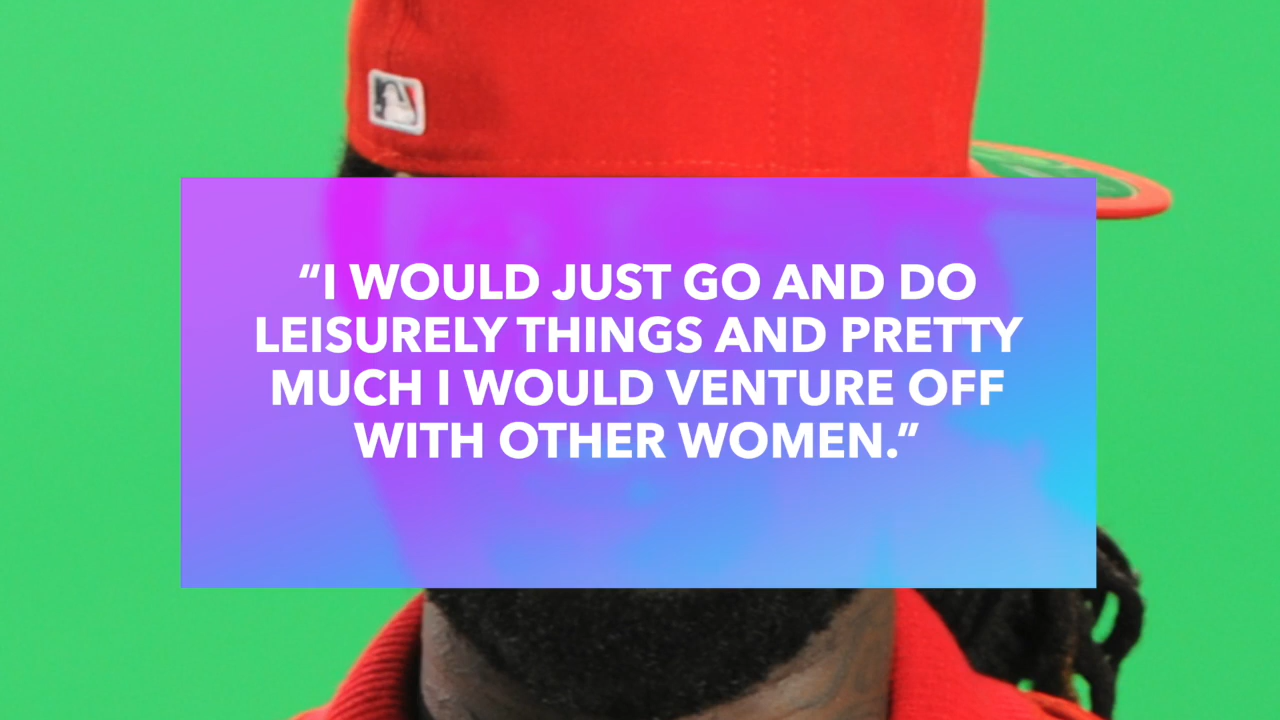 “I WOULD JUST GO AND DO
LEISURELY THINGS AND PRETTY
MUCH I WOULD VENTURE OFF
WITH OTHER WOMEN.”